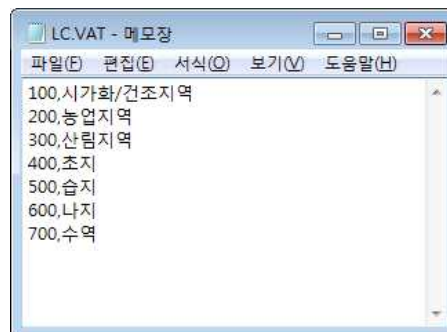 LC.VAT - 메모장
파일(F) 편집(E) 서식(O) 보기(V) 도움말(H)
100,시가화/건조지역
200,농업지역
300,산림지역
400,초지
500,습지
600,나지
700,수역